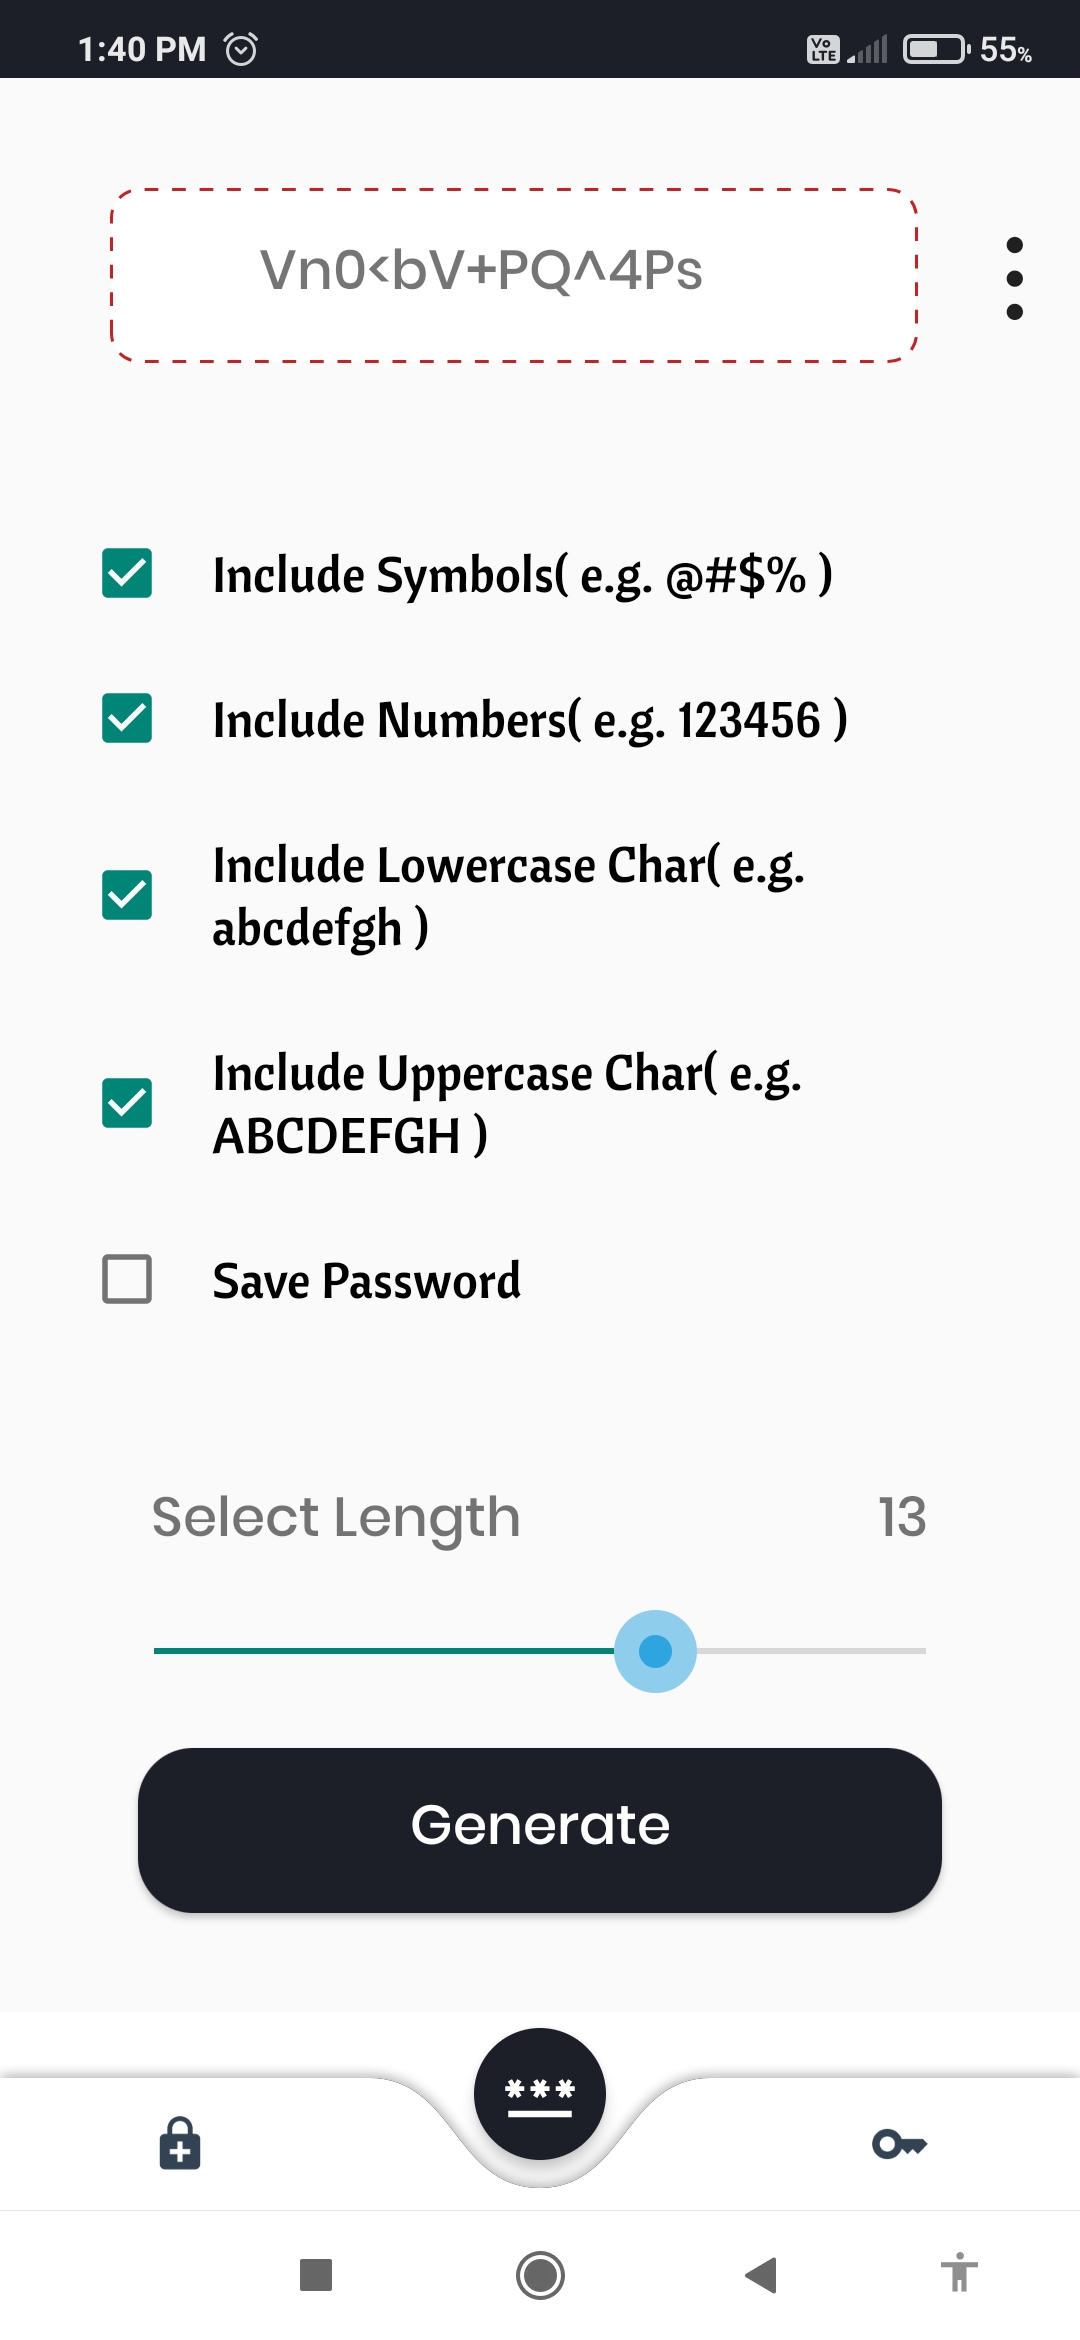 1:40 PM Vo LTE 55%
Vn0<bV+PQ^4Ps
Include Symbols( e.g. @#$% )
Include Numbers( e.g. 123456 )
Include Lowercase Char( e.g.
abcdefgh )
Include Uppercase Char( e.g.
ABCDEFGH )
Save Password
Select Length 13
Generate
***